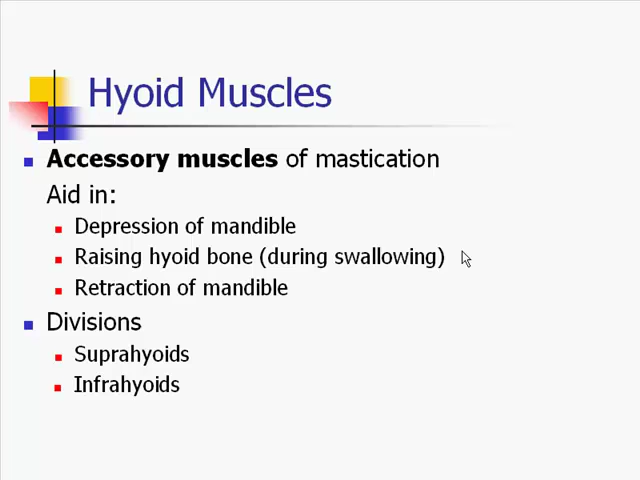 Hyoid Muscles
Accessory muscles of mastication
Aid in:
Depression of mandible
Raising hyoid bone (during swallowing)
Retraction of mandible
Divisions
Suprahyoids
Infrahyoids